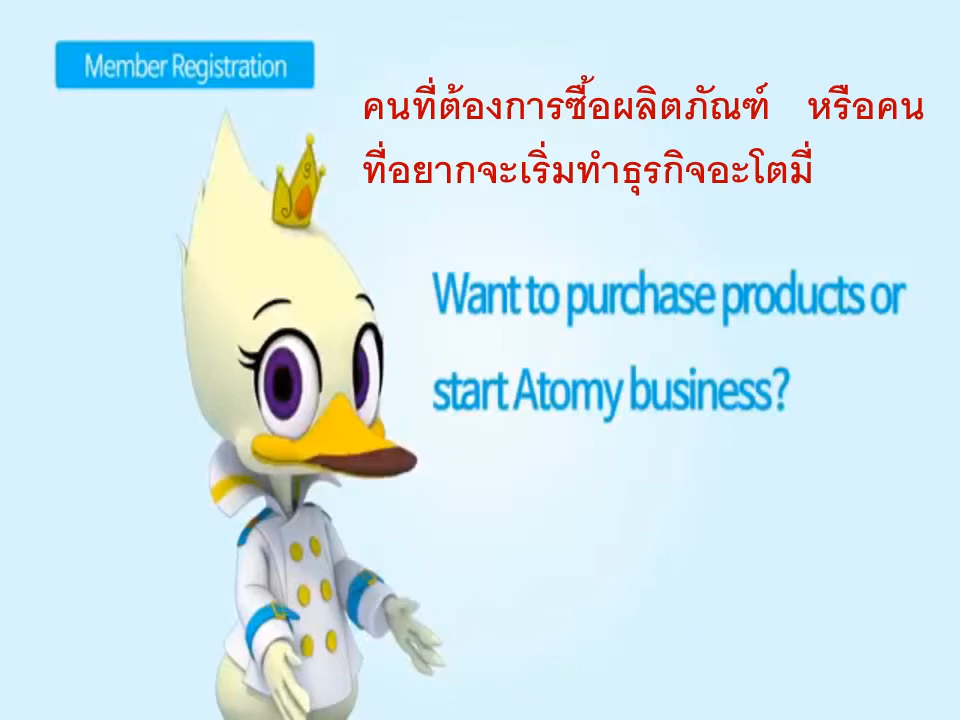 Member Registration
คนที่ต้องการซื้อผลิตภัณฑ์ หรือคน
ที่อยากจะเริ่มทำธุรกิจอะโตมี่
Want to purchase products or
start Atomy business?